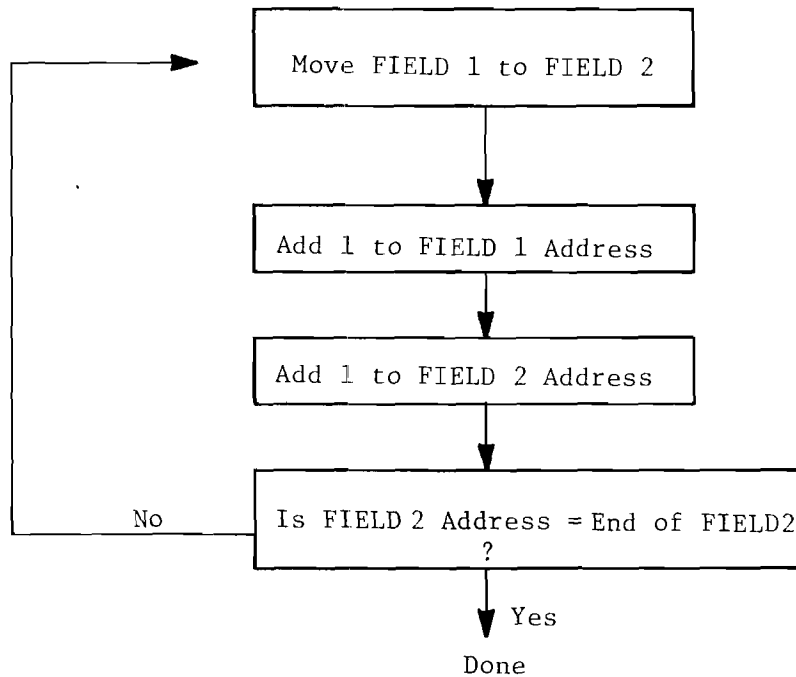 Move FIELD 1 to FIELD 2
Add 1 to FIELD 1 Address
Add 1 to FIELD 2 Address
Is FIELD 2 Address = End of FIELD2
?
No
Yes
Done